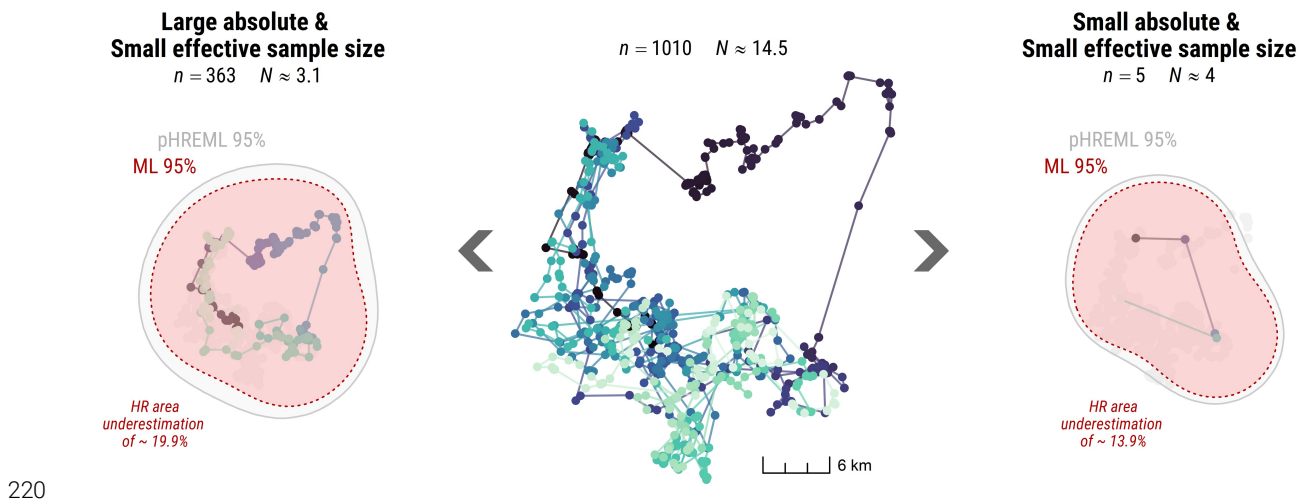 Large absolute &
Small effective sample size
n = 363 N ≈ 3.1
pHREML 95%
ML 95%
HR area
underestimation
of ~ 19.9%
n = 1010 N ≈ 14.5
6 km
Small absolute &
Small effective sample size
n = 5 N ≈ 4
pHREML 95%
ML 95%
HR area
underestimation
of ~ 13.9%
220